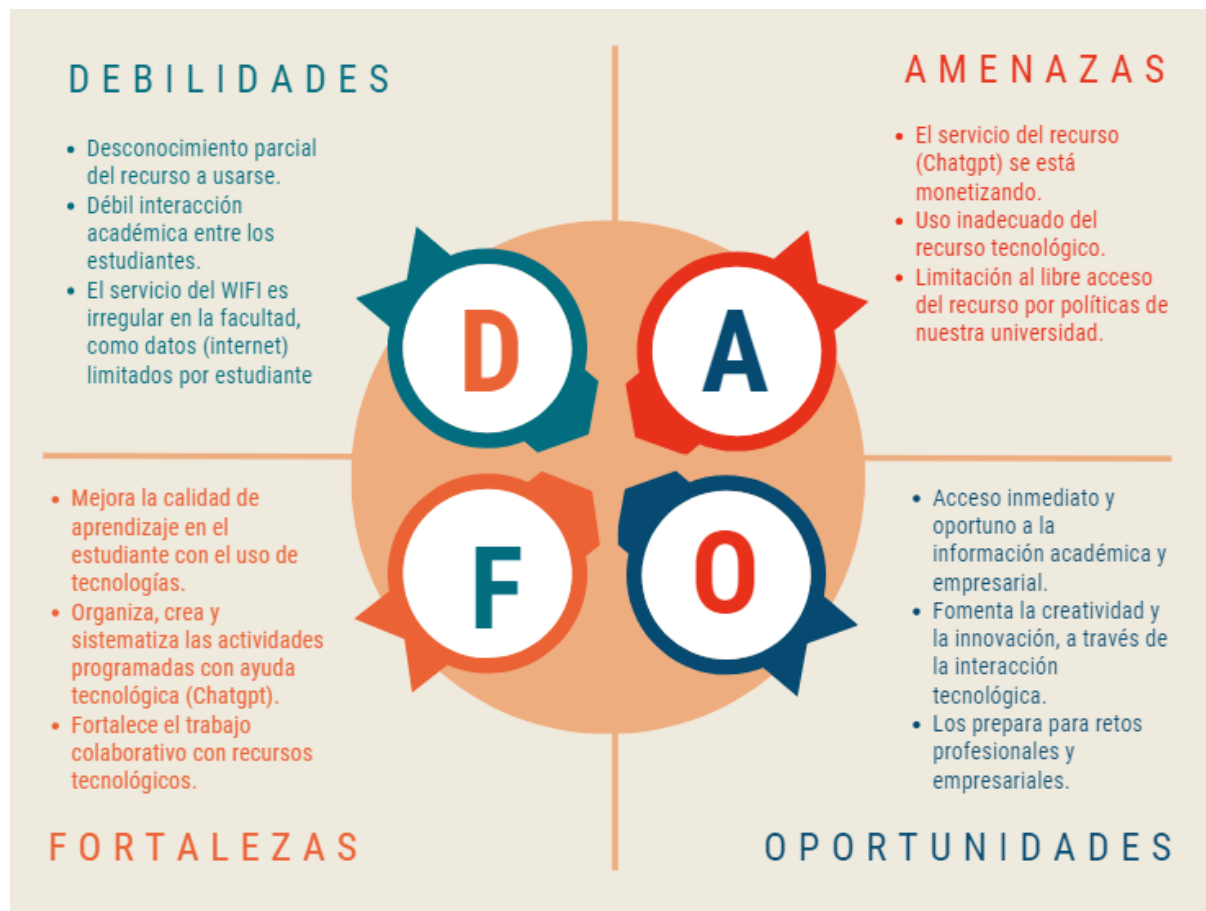 DEBILIDADES
• Desconocimiento parcial
del recurso a usarse.
• Débil interacción
académica entre los
estudiantes.
• El servicio del WIFI es
irregular en la facultad,
como datos (internet)
limitados por estudiante
AMENAZAS
• El servicio del recurso
(Chatgpt) se está
monetizando.
• Uso inadecuado del
recurso tecnológico.
• Limitación al libre acceso
del recurso por políticas de
nuestra universidad.
D
A
F
O
• Mejora la calidad de
aprendizaje en el
estudiante con el uso de
tecnologías.
• Organiza, crea y
sistematiza las actividades
programadas con ayuda
tecnológica (Chatgpt).
• Fortalece el trabajo
colaborativo con recursos
tecnológicos.
FORTALEZAS
• Acceso inmediato y
oportuno a la
información académica y
empresarial.
• Fomenta la creatividad y
la innovación, a través de
la interacción
tecnológica.
• Los prepara para retos
profesionales y
empresariales.
OPORTUNIDADES